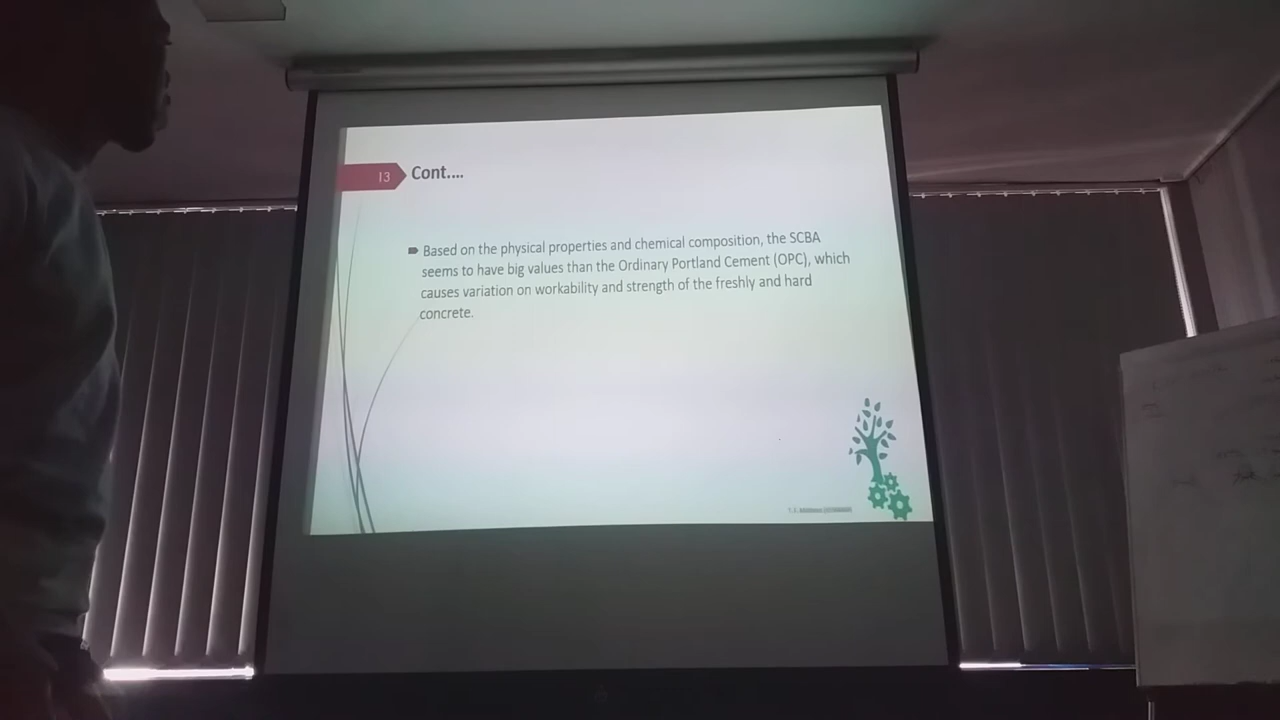 13
Cont....
Based on the physical properties and chemical composition, the SCBA
seems to have big values than the Ordinary Portland Cement (OPC), which
causes variation on workability and strength of the freshly and hard
concrete.